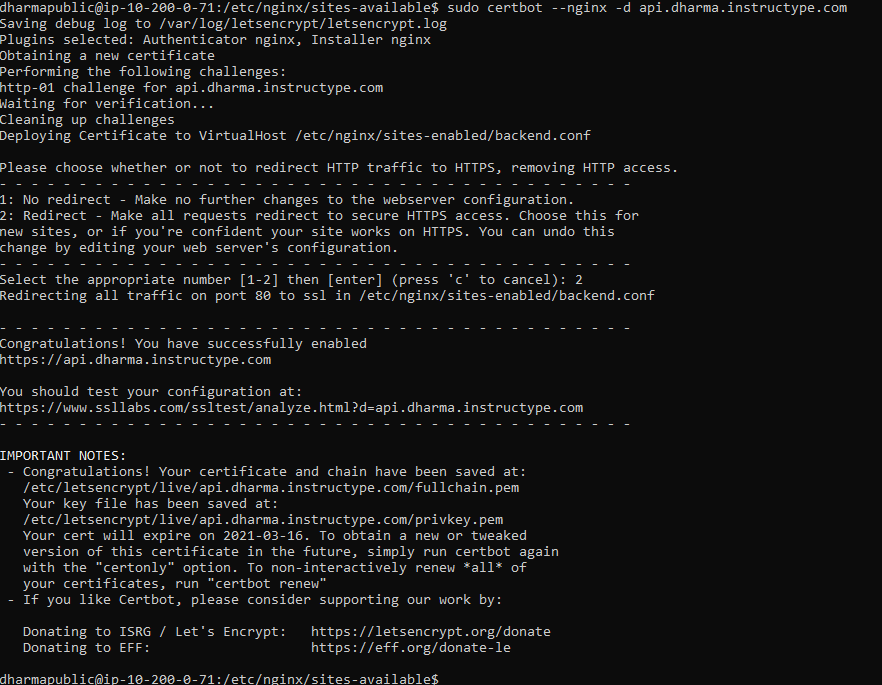 dharmapublic@ip-10-200-0-71:/etc/nginx/sites-available$ sudo certbot --nginx -d api.dharma.instructype.com
Saving debug log to /var/log/letsencrypt/letsencrypt.log
Plugins selected: Authenticator nginx, Installer nginx
Obtaining a new certificate
Performing the following challenges:
http-01 challenge for api.dharma.instructype.com
Waiting for verification...
Cleaning up challenges
Deploying Certificate to VirtualHost /etc/nginx/sites-enabled/backend.conf

Please choose whether or not to redirect HTTP traffic to HTTPS, removing HTTP access.
- - - - - - - - - - - - - - - - - - - - - - - - - - - - - - - - - - - - - - - -
1: No redirect - Make no further changes to the webserver configuration.
2: Redirect - Make all requests redirect to secure HTTPS access. Choose this for
new sites, or if you're confident your site works on HTTPS. You can undo this
change by editing your web server's configuration.
- - - - - - - - - - - - - - - - - - - - - - - - - - - - - - - - - - - - - - - -
Select the appropriate number [1-2] then [enter] (press 'c' to cancel): 2
Redirecting all traffic on port 80 to ssl in /etc/nginx/sites-enabled/backend.conf

- - - - - - - - - - - - - - - - - - - - - - - - - - - - - - - - - - - - - - - -
Congratulations! You have successfully enabled
https://api.dharma.instructype.com

You should test your configuration at:
https://www.ssllabs.com/ssltest/analyze.html?d=api.dharma.instructype.com
- - - - - - - - - - - - - - - - - - - - - - - - - - - - - - - - - - - - - - - -

IMPORTANT NOTES:
 - Congratulations! Your certificate and chain have been saved at:
   /etc/letsencrypt/live/api.dharma.instructype.com/fullchain.pem
   Your key file has been saved at:
   /etc/letsencrypt/live/api.dharma.instructype.com/privkey.pem
   Your cert will expire on 2021-03-16. To obtain a new or tweaked
   version of this certificate in the future, simply run certbot again
   with the "certonly" option. To non-interactively renew *all* of
   your certificates, run "certbot renew"
 - If you like Certbot, please consider supporting our work by:

   Donating to ISRG / Let's Encrypt:   https://letsencrypt.org/donate
   Donating to EFF:                    https://eff.org/donate-le

dharmapublic@ip-10-200-0-71:/etc/nginx/sites-available$